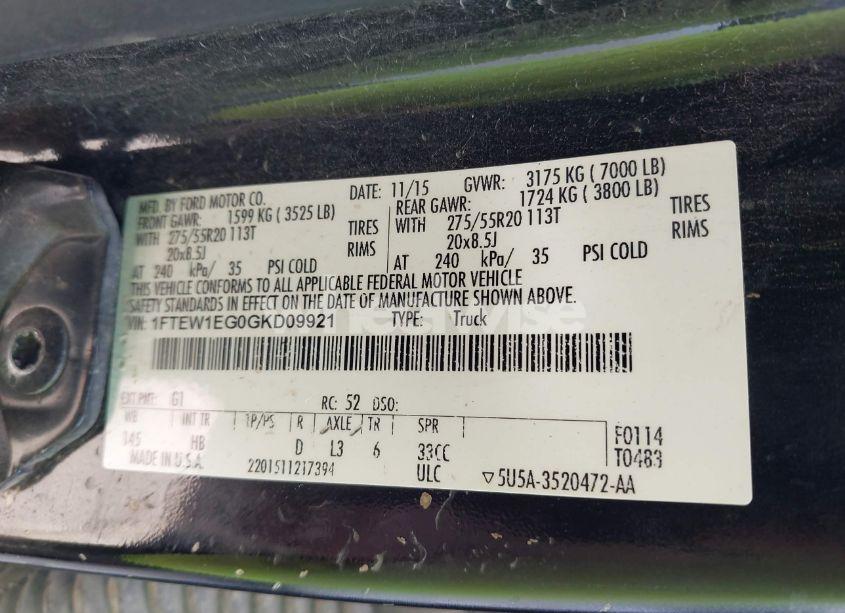 MFD. BY FORD MOTOR CO. DATE: 11/15 GVWR: 3175 KG ( 7000 LB)
FRONT GAWR: 1599 KG ( 3525 LB) REAR GAWR: 1724 KG ( 3800 LB)
WITH 275/55R20 113T TIRES WITH 275/55R20 113T TIRES
20x8.5J RIMS 20x8.5J RIMS
AT 240 kPa/ 35 PSI COLD AT 240 kPa/ 35 PSI COLD
THIS VEHICLE CONFORMS TO ALL APPLICABLE FEDERAL MOTOR VEHICLE
SAFETY STANDARDS IN EFFECT ON THE DATE OF MANUFACTURE SHOWN ABOVE.
VIN: 1FTEW1EG0GKD09921 TYPE: Truck
EXT PNT: G1 RC: 52 DSO:
WB INT TR TP/PS R AXLE TR SPR
145 HB D L3 6 33CC F0114
MADE IN U.S.A. 2201511217394 ULC T0483
▽5U5A-3520472-AA